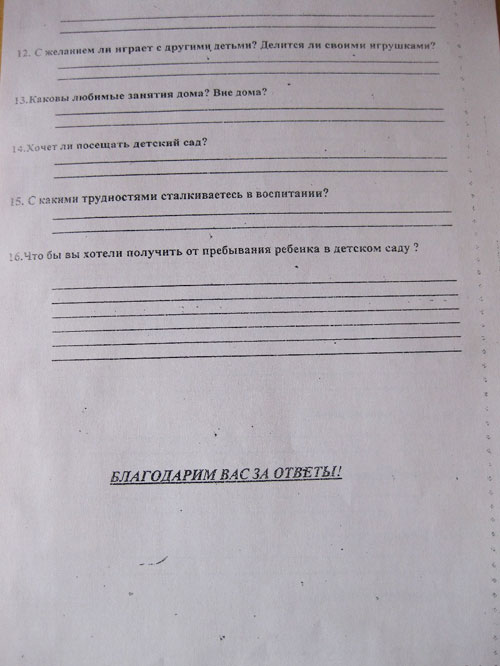 12. С желанием ли играет с другими детьми? Делится ли своими игрушками?
13.Каковы любимые занятия дома? Вне дома?
14.Хочет ли посещать детский сад?
15. С какими трудностями сталкиваетесь в воспитании?
16.Что бы вы хотели получить от пребывания ребенка в детском саду ?
БЛАГОДАРИМ ВАС ЗА ОТВЕТЫ!